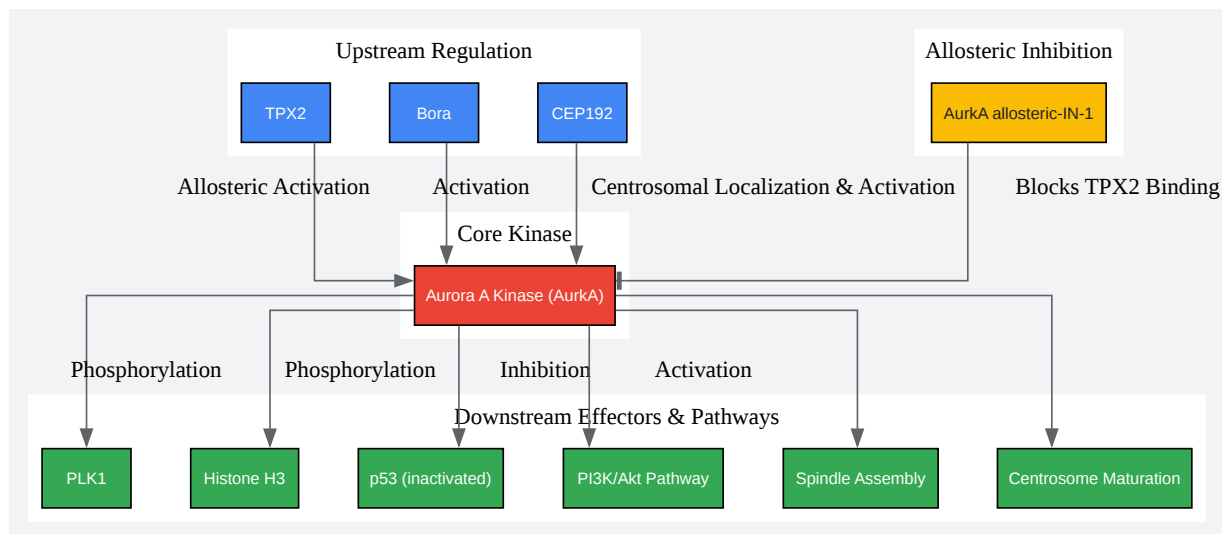 Upstream Regulation
Allosteric Inhibition
TPX2
Bora
CEP192
AurkA allosteric-IN-1
Allosteric Activation
Activation
Centrosomal Localization & Activation
Blocks TPX2 Binding
Core Kinase
Aurora A Kinase (AurkA)
Phosphorylation
Phosphorylation
Inhibition
Activation
Downstream Effectors & Pathways
PLK1
Histone H3
p53 (inactivated)
PI3K/Akt Pathway
Spindle Assembly
Centrosome Maturation